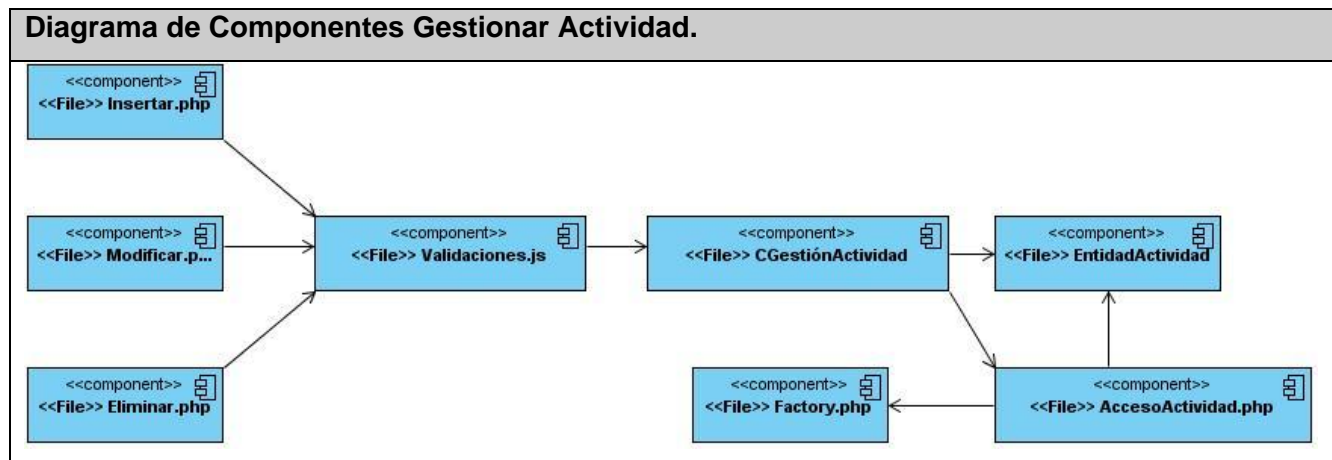 Diagrama de Componentes Gestionar Actividad.
<<component>>
<<File>> Insertar.php
<<component>>
<<File>> Modificar.p...
<<component>>
<<File>> Validaciones.js
<<component>>
<<File>> CGestiónActividad
<<component>>
<<File>> EntidadActividad
<<component>>
<<File>> Eliminar.php
<<component>>
<<File>> Factory.php
<<component>>
<<File>> AccesoActividad.php